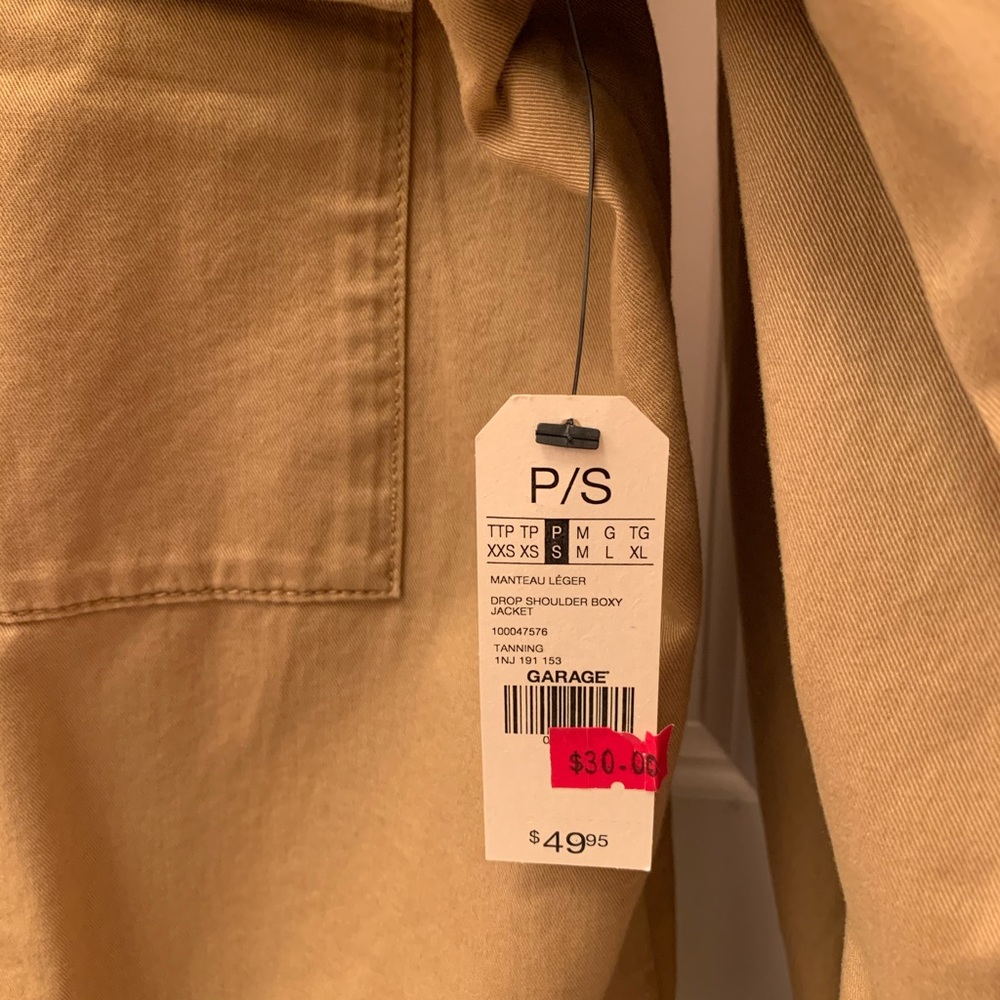 P/S
TTP TP P M G TG
XXS XS S M L XL
MANTEAU LÉGER
DROP SHOULDER BOXY
JACKET
100047576
TANNING
1NJ 191 153
GARAGE
0
$30.00
$49.95